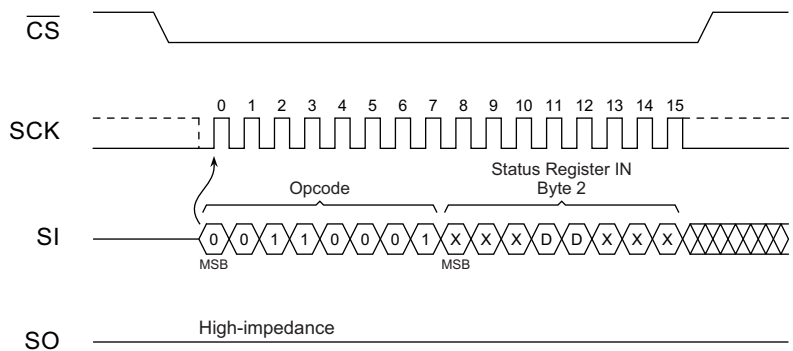 CS
0 1 2 3 4 5 6 7 8 9 10 11 12 13 14 15
SCK
Status Register IN
Opcode Byte 2
SI 0 0 1 1 0 0 0 1 X X X D D X X X
MSB MSB
High-impedance
SO